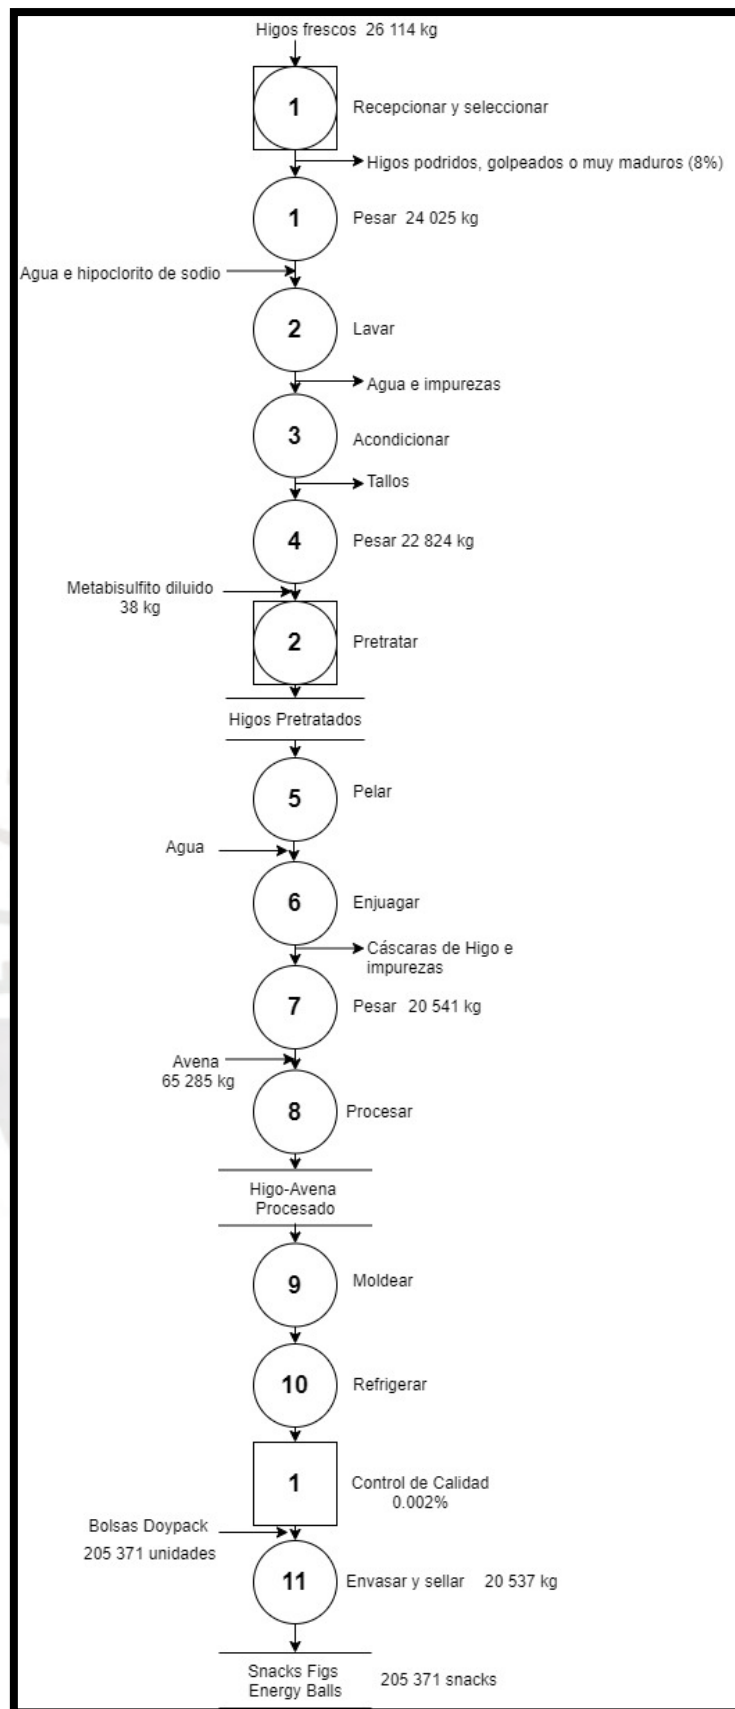 Higos frescos 26 114 kg
1
Recepcionar y seleccionar
Higos podridos, golpeados o muy maduros (8%)
1
Pesar 24 025 kg
Agua e hipoclorito de sodio
2
Lavar
Agua e impurezas
3
Acondicionar
Tallos
4
Pesar 22 824 kg
Metabisulfito diluido
38 kg
2
Pretratar
Higos Pretratados
5
Pelar
Agua
6
Enjuagar
Cáscaras de Higo e
impurezas
7
Pesar 20 541 kg
Avena
65 285 kg
8
Procesar
Higo-Avena
Procesado
9
Moldear
10
Refrigerar
1
Control de Calidad
0.002%
Bolsas Doypack
205 371 unidades
11
Envasar y sellar 20 537 kg
Snacks Figs
Energy Balls
205 371 snacks